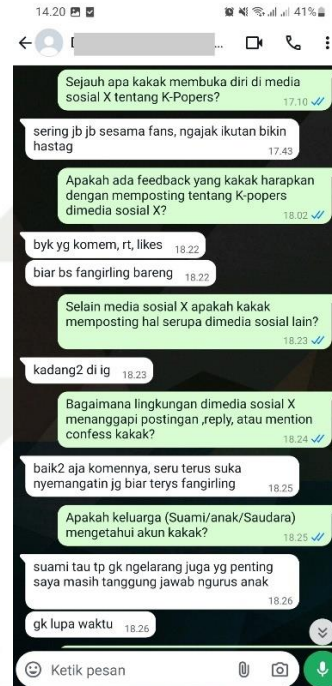 14.20
41%
...
Sejauh apa kakak membuka diri di media
sosial X tentang K-Popers?
17.10
sering jb jb sesama fans, ngajak ikutan bikin
hastag
17.43
Apakah ada feedback yang kakak harapkan
dengan memposting tentang K-popers
dimedia sosial X?
18.02
byk yg komem, rt, likes
18.22
biar bs fangirling bareng
18.22
Selain media sosial X apakah kakak
memposting hal serupa dimedia sosial lain?
18.23
kadang2 di ig
18.23
Bagaimana lingkungan dimedia sosial X
menanggapi postingan ,reply, atau mention
confess kakak?
18.24
baik2 aja komennya, seru terus suka
nyemangatin jg biar terys fangirling
18.25
Apakah keluarga (Suami/anak/Saudara)
mengetahui akun kakak?
18.25
suami tau tp gk ngelarang juga yg penting
saya masih tanggung jawab ngurus anak
18.26
gk lupa waktu
18.26
Ketik pesan